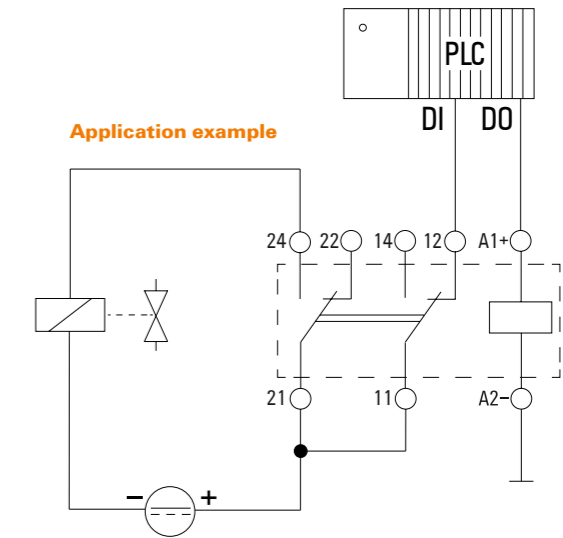 PLC
DI DO
Application example
24 22 14 12 A1+
21 11 A2−
− +